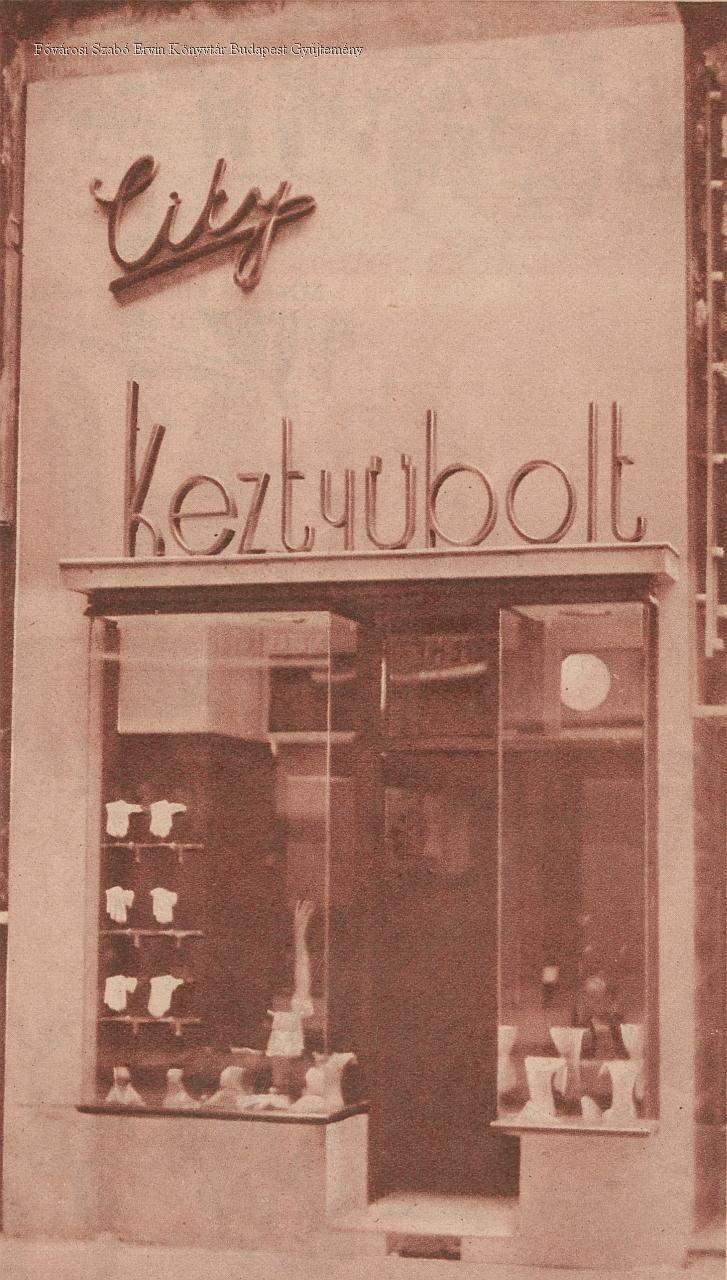 Fővárosi Szabó Ervin Könyvtár Budapest Gyűjtemény
City
Keztyűbolt